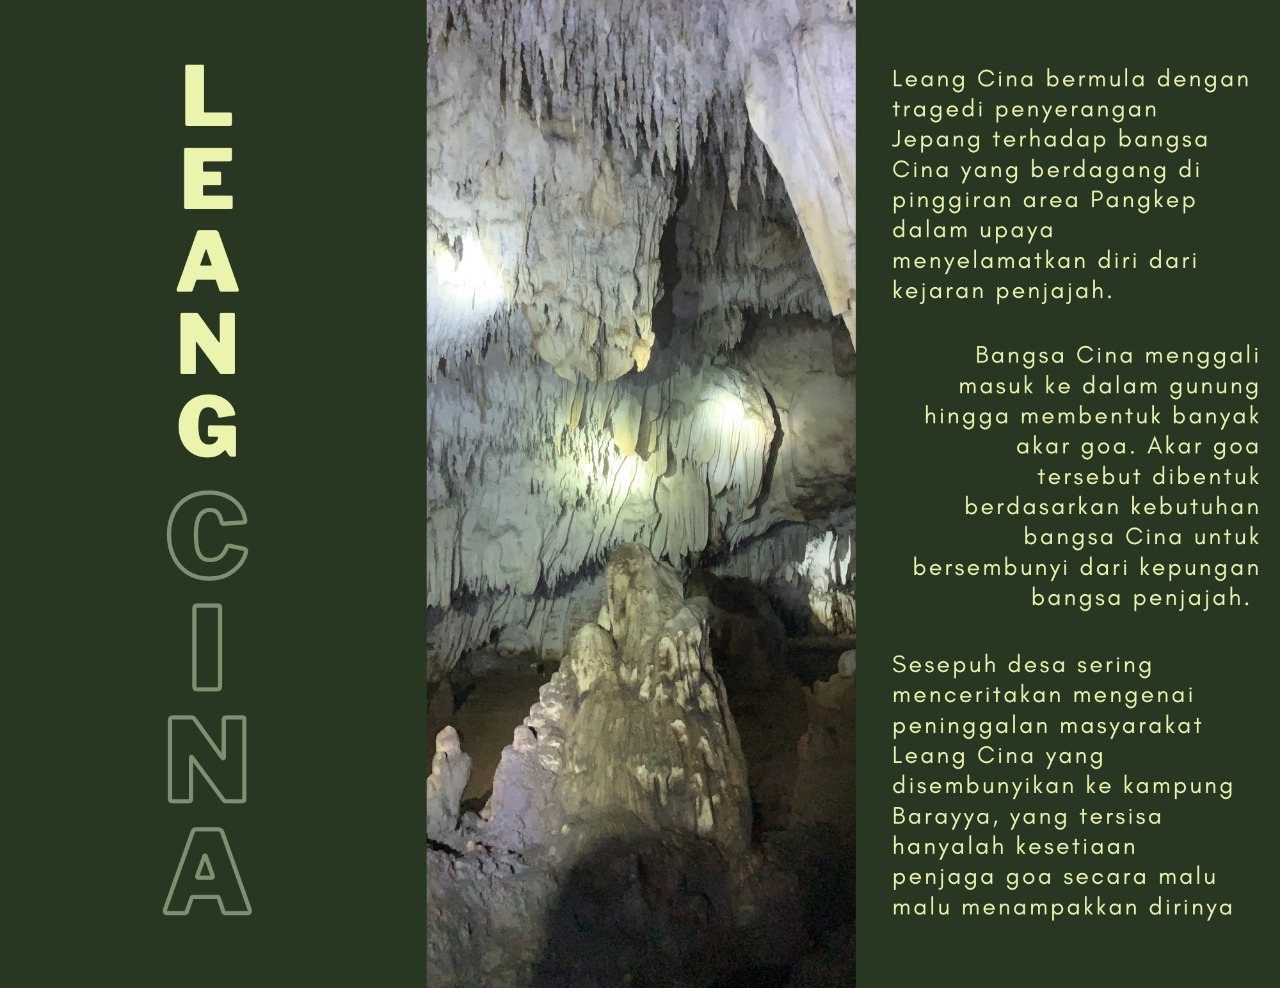 LEANG
CINA
Leang Cina bermula dengan
tragedi penyerangan
Jepang terhadap bangsa
Cina yang berdagang di
pinggiran area Pangkep
dalam upaya
menyelamatkan diri dari
kejaran penjajah.
Bangsa Cina menggali
masuk ke dalam gunung
hingga membentuk banyak
akar goa. Akar goa
tersebut dibentuk
berdasarkan kebutuhan
bangsa Cina untuk
bersembunyi dari kepungan
bangsa penjajah.
Sesepuh desa sering
menceritakan mengenai
peninggalan masyarakat
Leang Cina yang
disembunyikan ke kampung
Barayya, yang tersisa
hanyalah kesetiaan
penjaga goa secara malu
malu menampakkan dirinya